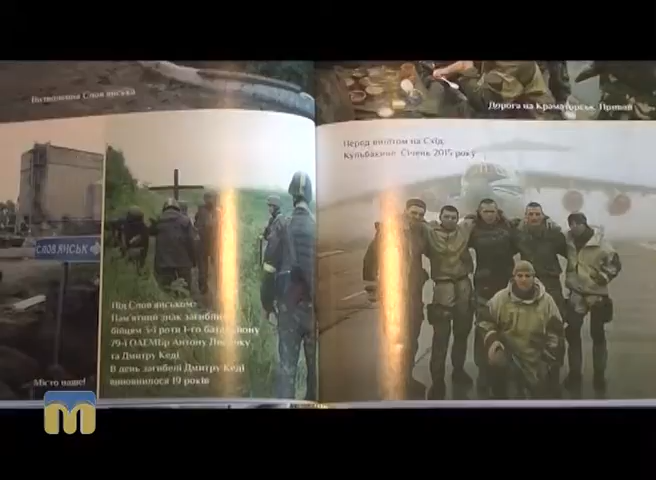 Визволення Слов'янська
Дорога на Краматорськ. Привал
Перед вильотом на Схід.
Кульбакине. Січень 2015 року
СЛОВ'ЯНСЬК
Під Слов'янськом.
Пам'ятний знак загиблим
бійцям 3-ї роти 1-го батальйону
79-ї ОАЕМБр Антону
та Дмитру Кеді.
В день загибелі Дмитру Кеді
виповнилося 19 років
Місто наше!